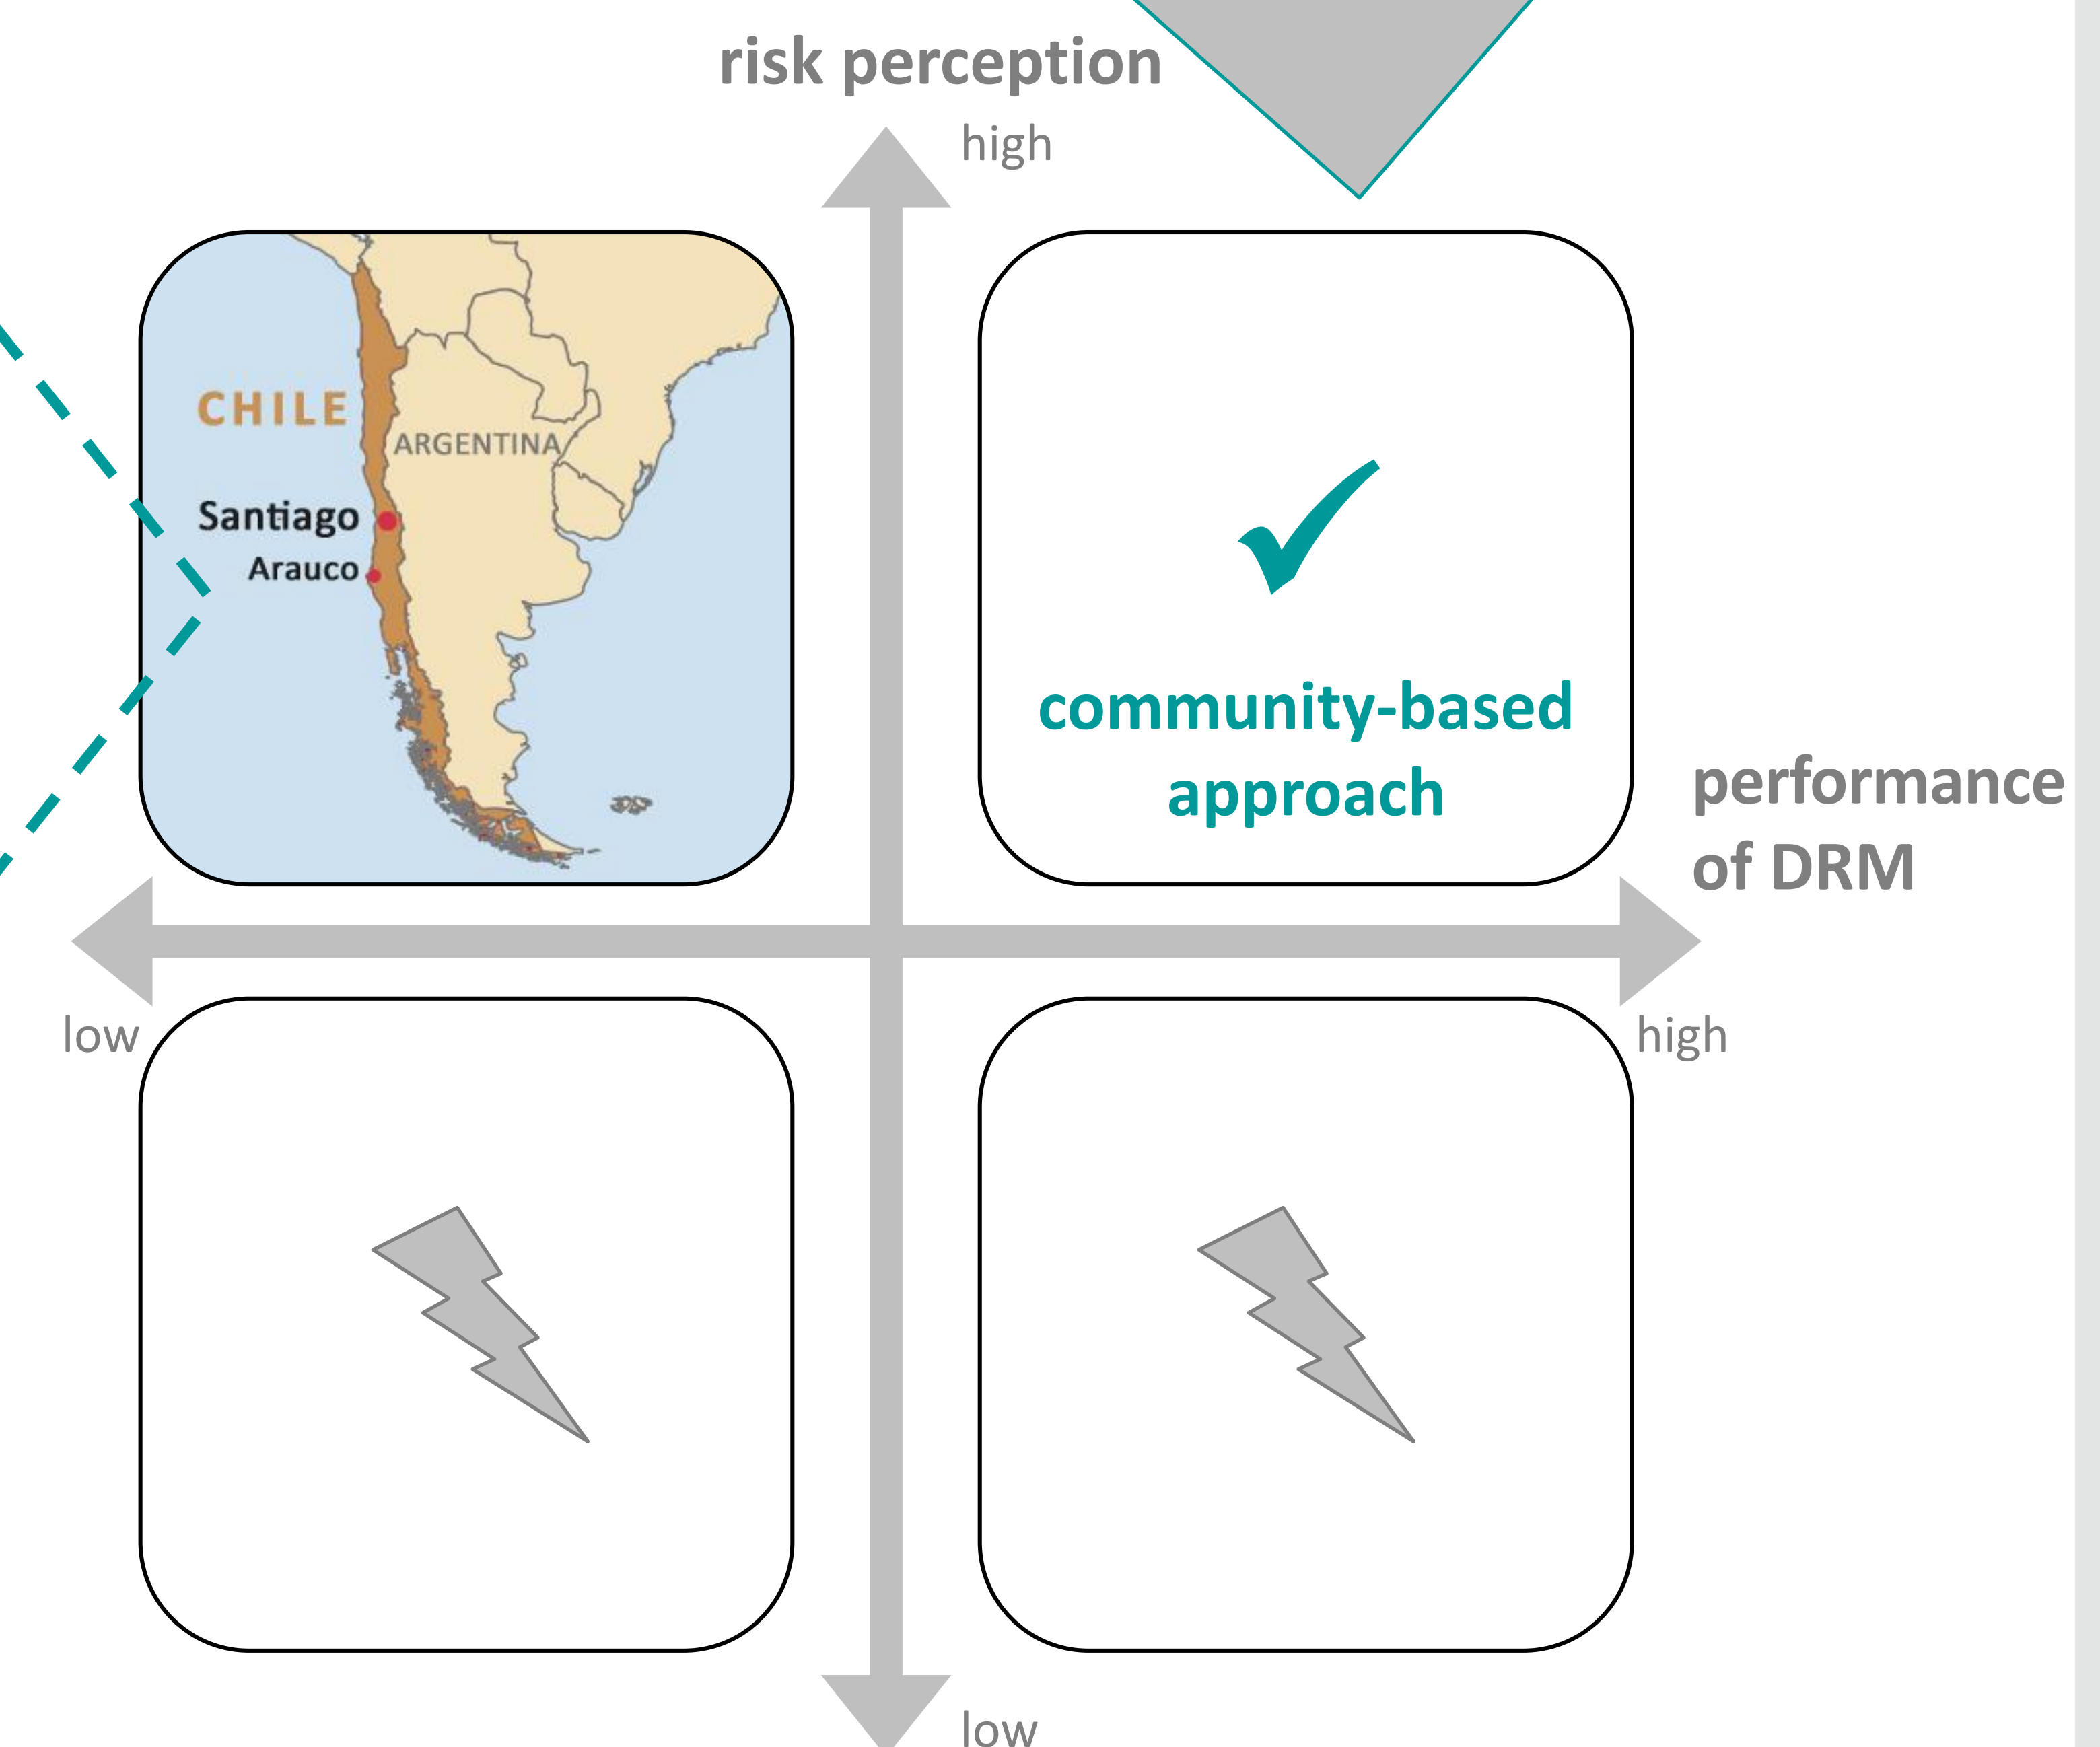 risk perception
high
CHILE
ARGENTINA
Santiago
Arauco
community-based
approach
performance
of DRM
low
high
low